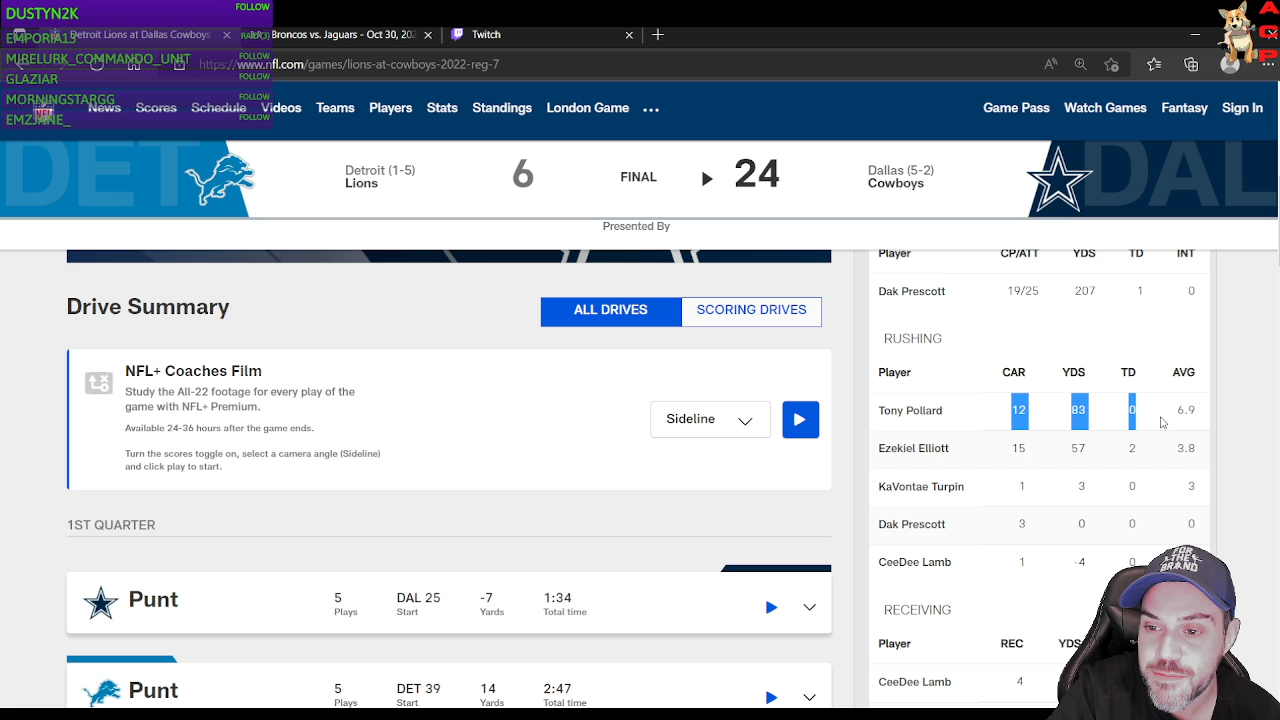 DUSTYN2K FOLLOW
EMPORIA15 RAID(3)
MIRELURK_COMMANDO_UNIT FOLLOW
GLAZIAR FOLLOW
MORNINGSTARGG FOLLOW
EMZJANE_ FOLLOW
Detroit Lions at Dallas Cowboys
Broncos vs. Jaguars - Oct 30, 202
Twitch
A
C
P
https://www.nfl.com/games/lions-at-cowboys-2022-reg-7
NFL News Scores Schedule Videos Teams Players Stats Standings London Game ... Game Pass Watch Games Fantasy Sign In
DET
Detroit (1-5)
Lions
6
FINAL
24
Dallas (5-2)
Cowboys
DAL
Presented By
Drive Summary
ALL DRIVES SCORING DRIVES
NFL+ Coaches Film
Study the All-22 footage for every play of the
game with NFL+ Premium.
Available 24-36 hours after the game ends.
Turn the scores toggle on, select a camera angle (Sideline)
and click play to start.
Sideline
1ST QUARTER
Punt
5
Plays
DAL 25
Start
-7
Yards
1:34
Total time
Punt
5
Plays
DET 39
Start
14
Yards
2:47
Total time
Player CP/ATT YDS TD INT
Dak Prescott 19/25 207 1 0
RUSHING
Player CAR YDS TD AVG
Tony Pollard 12 83 0 6.9
Ezekiel Elliott 15 57 2 3.8
KaVontae Turpin 1 3 0 3
Dak Prescott 3 0 0 0
CeeDee Lamb 1 -4 0
RECEIVING
Player REC YDS
CeeDee Lamb 4
FOR THE
BRAND